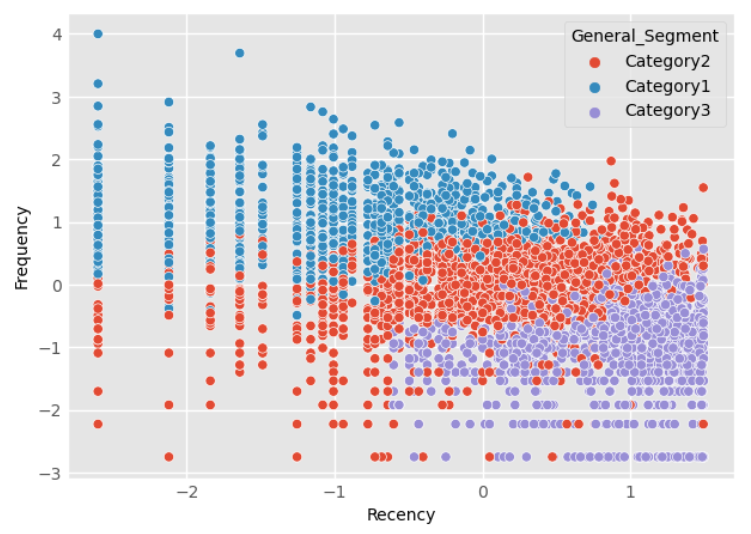 General_Segment
Category2
Category1
Category3
4
3
2
1
0
−1
−2
−3
Frequency
−2
−1
0
1
Recency